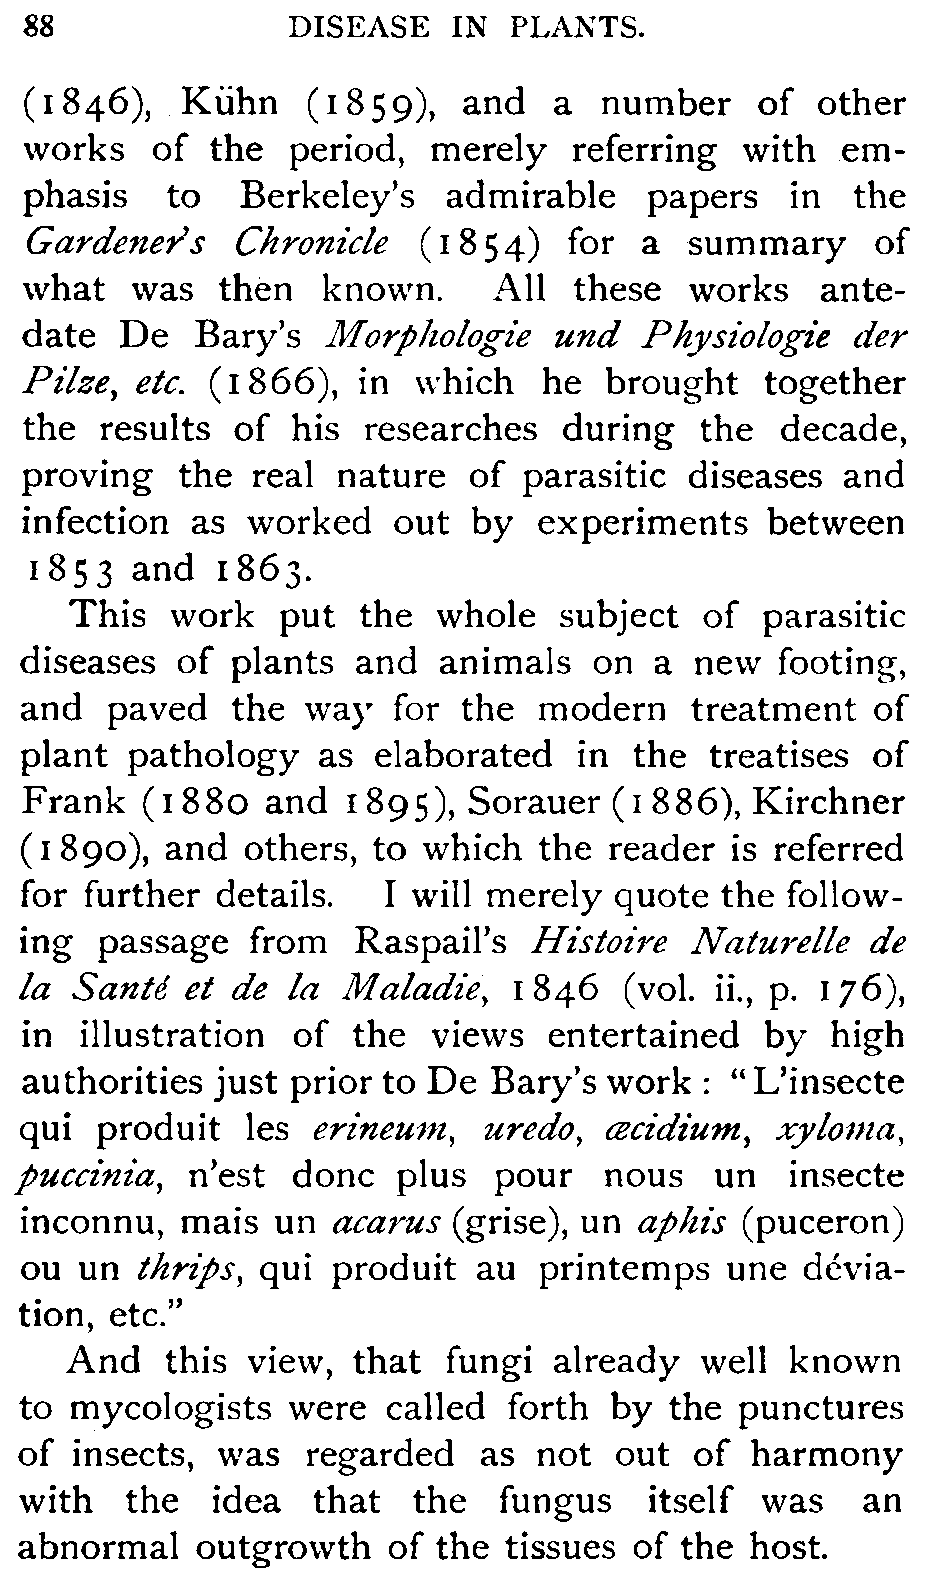 88 DISEASE IN PLANTS.
(1846), Kühn (1859), and a number of other
works of the period, merely referring with em-
phasis to Berkeley's admirable papers in the
Gardener's Chronicle (1854) for a summary of
what was then known. All these works ante-
date De Bary's Morphologie und Physiologie der
Pilze, etc. (1866), in which he brought together
the results of his researches during the decade,
proving the real nature of parasitic diseases and
infection as worked out by experiments between
1853 and 1863.
This work put the whole subject of parasitic
diseases of plants and animals on a new footing,
and paved the way for the modern treatment of
plant pathology as elaborated in the treatises of
Frank (1880 and 1895), Sorauer (1886), Kirchner
(1890), and others, to which the reader is referred
for further details. I will merely quote the follow-
ing passage from Raspail's Histoire Naturelle de
la Santé et de la Maladie, 1846 (vol. ii., p. 176),
in illustration of the views entertained by high
authorities just prior to De Bary's work : “L'insecte
qui produit les erineum, uredo, æcidium, xyloma,
puccinia, n'est donc plus pour nous un insecte
inconnu, mais un acarus (grise), un aphis (puceron)
ou un thrips, qui produit au printemps une dévia-
tion, etc.”
And this view, that fungi already well known
to mycologists were called forth by the punctures
of insects, was regarded as not out of harmony
with the idea that the fungus itself was an
abnormal outgrowth of the tissues of the host.